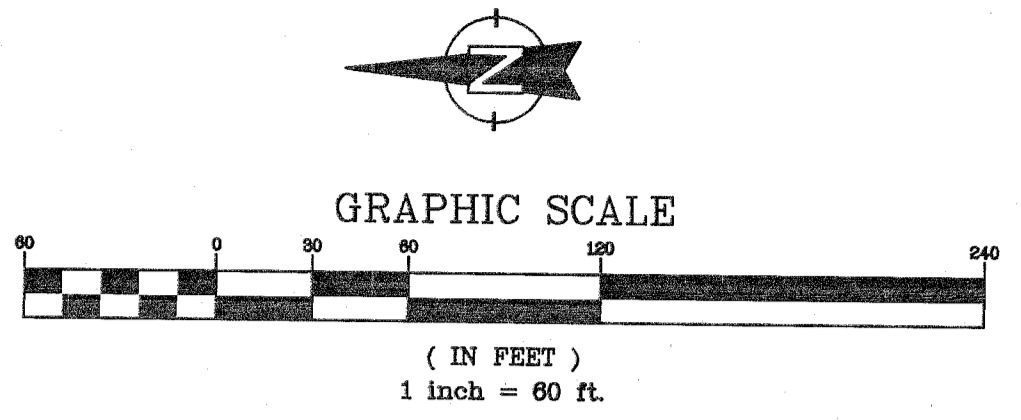 N
GRAPHIC SCALE
60 0 30 60 120 240
( IN FEET )
1 inch = 60 ft.